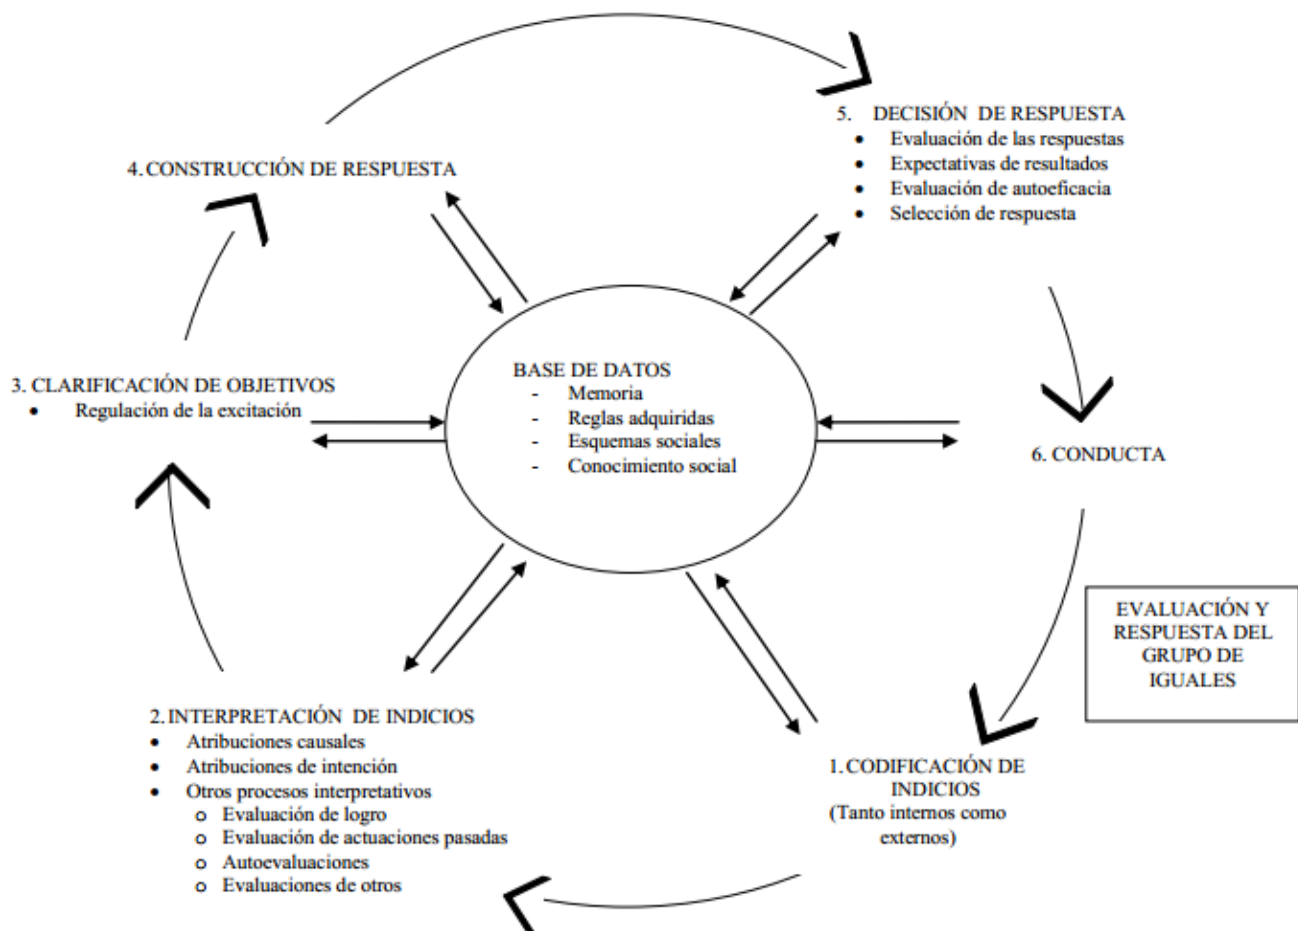 5. DECISIÓN DE RESPUESTA
• Evaluación de las respuestas
• Expectativas de resultados
• Evaluación de autoeficacia
• Selección de respuesta
4. CONSTRUCCIÓN DE RESPUESTA
BASE DE DATOS
- Memoria
- Reglas adquiridas
- Esquemas sociales
- Conocimiento social
3. CLARIFICACIÓN DE OBJETIVOS
• Regulación de la excitación
6. CONDUCTA
EVALUACIÓN Y
RESPUESTA DEL
GRUPO DE
IGUALES
2. INTERPRETACIÓN DE INDICIOS
• Atribuciones causales
• Atribuciones de intención
• Otros procesos interpretativos
o Evaluación de logro
o Evaluación de actuaciones pasadas
o Autoevaluaciones
o Evaluaciones de otros
1. CODIFICACIÓN DE
INDICIOS
(Tanto internos como
externos)